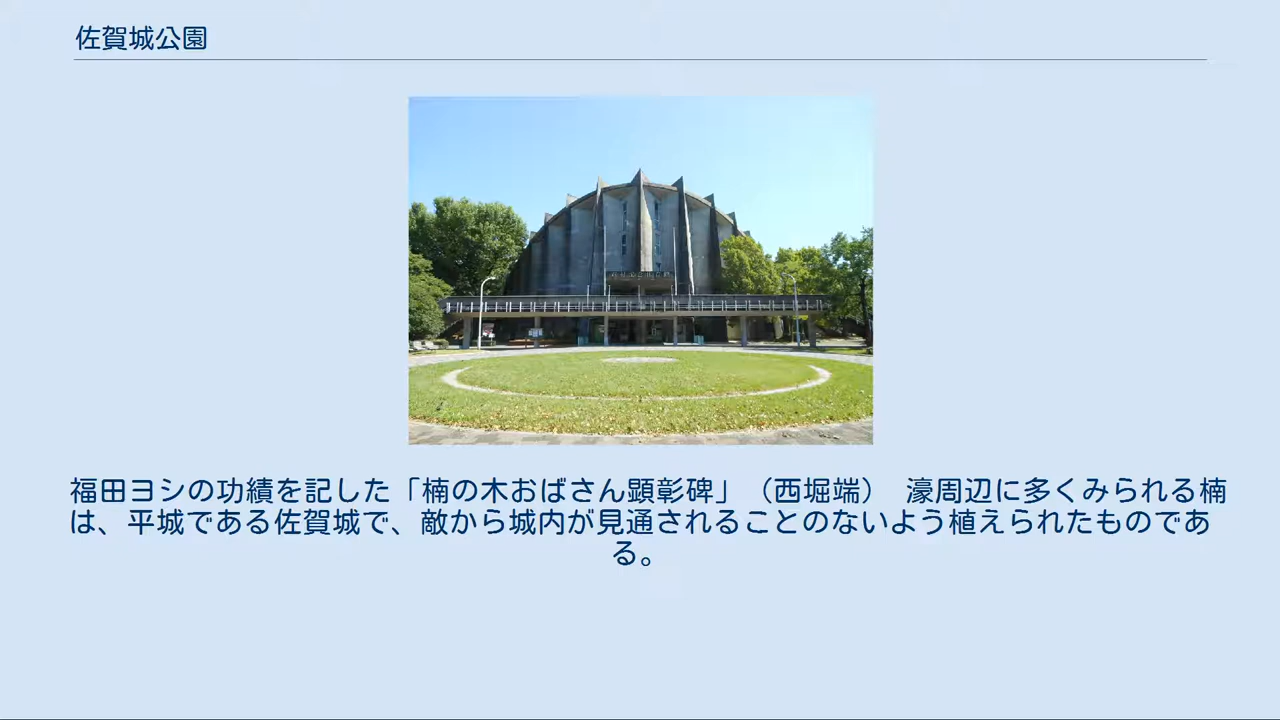 佐賀城公園
福田ヨシの功績を記した「楠の木おばさん顕彰碑」（西堀端）　濠周辺に多くみられる楠
は、平城である佐賀城で、敵から城内が見通されることのないよう植えられたものであ
る。